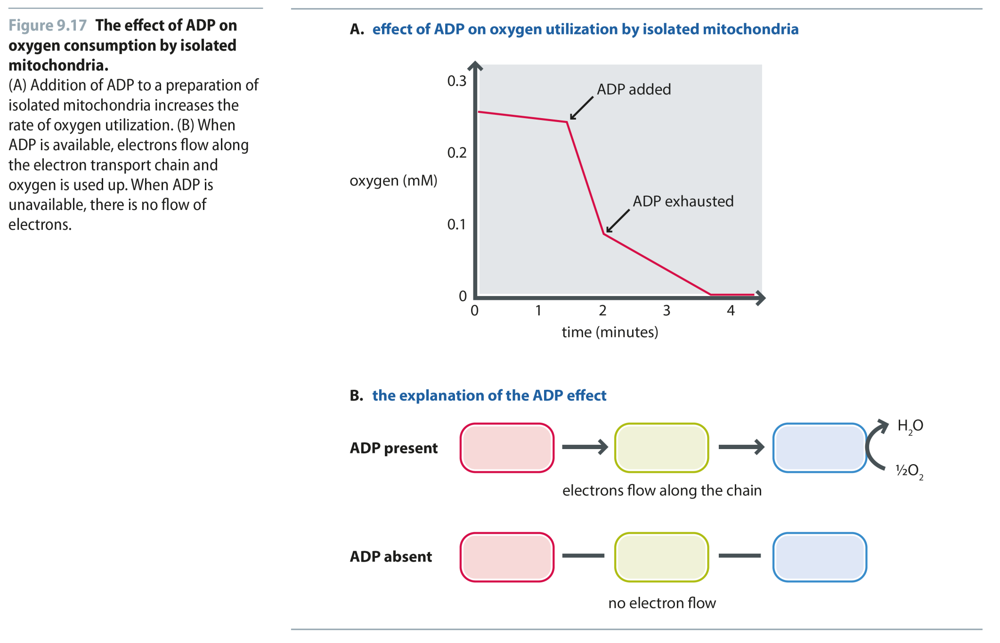 Figure 9.17 The effect of ADP on
oxygen consumption by isolated
mitochondria.
(A) Addition of ADP to a preparation of
isolated mitochondria increases the
rate of oxygen utilization. (B) When
ADP is available, electrons flow along
the electron transport chain and
oxygen is used up. When ADP is
unavailable, there is no flow of
electrons.
A. effect of ADP on oxygen utilization by isolated mitochondria
0.3
ADP added
0.2
oxygen (mM)
ADP exhausted
0.1
0
0 1 2 3 4
time (minutes)
B. the explanation of the ADP effect
ADP present
H₂O
½O₂
electrons flow along the chain
ADP absent
no electron flow